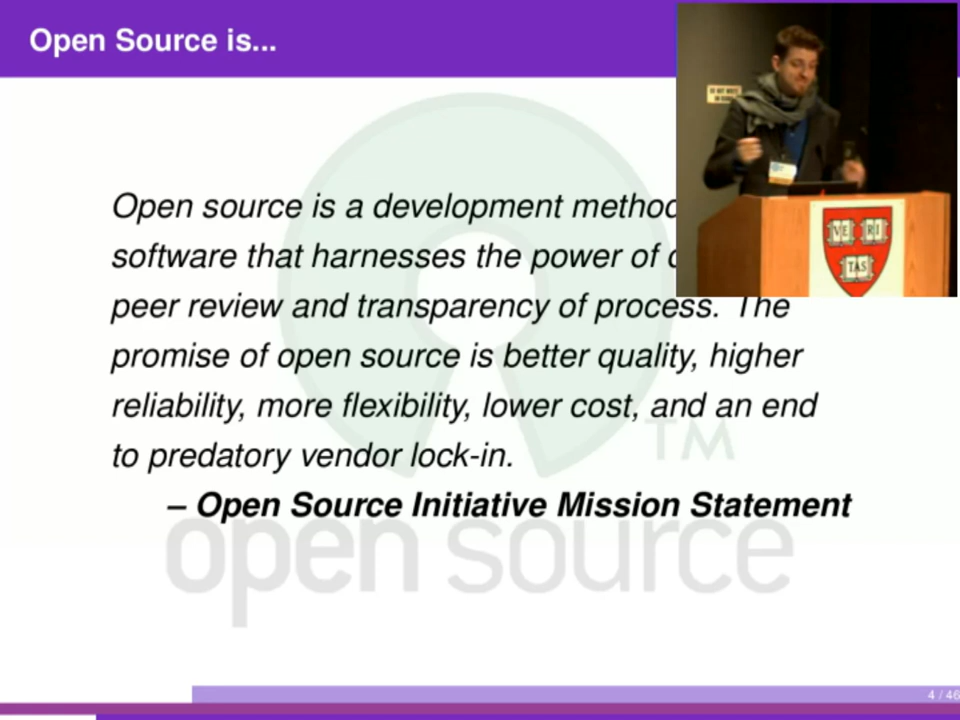 Open Source is...
Open source is a development method
software that harnesses the power of
peer review and transparency of process. The
promise of open source is better quality, higher
reliability, more flexibility, lower cost, and an end
to predatory vendor lock-in.
– Open Source Initiative Mission Statement
TM
open source
VE RI
TAS
4 / 46